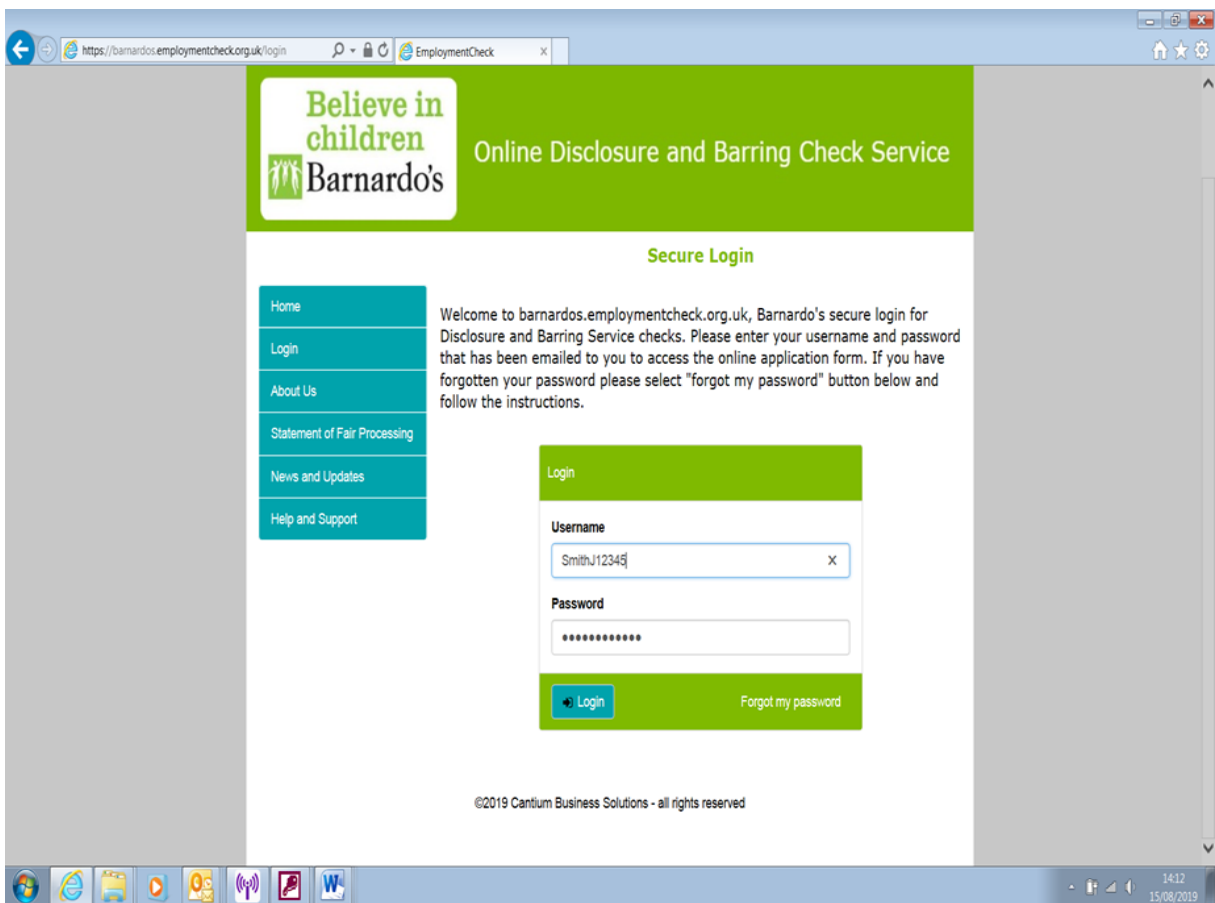 https://barnardos.employmentcheck.org.uk/login
EmploymentCheck
Believe in
children
Barnardo's
Online Disclosure and Barring Check Service
Secure Login
Home
Login
About Us
Statement of Fair Processing
News and Updates
Help and Support
Welcome to barnardos.employmentcheck.org.uk, Barnardo's secure login for
Disclosure and Barring Service checks. Please enter your username and password
that has been emailed to you to access the online application form. If you have
forgotten your password please select "forgot my password" button below and
follow the instructions.
Login
Username
SmithJ12345
Password
••••••••••••
Login
Forgot my password
©2019 Cantium Business Solutions - all rights reserved
14:12
15/08/2019